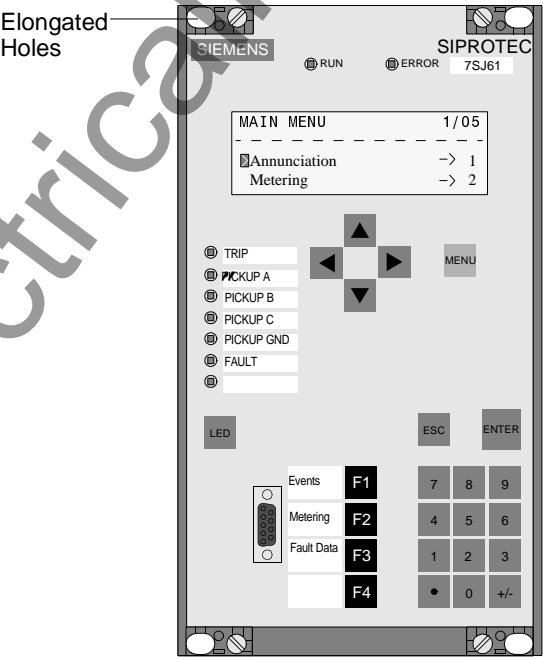 Elongated
Holes
SIEMENS
SIPROTEC
RUN
ERROR
7SJ61
MAIN MENU 1/05
Annunciation -> 1
Metering -> 2
TRIP
PICKUP A
PICKUP B
PICKUP C
PICKUP GND
FAULT
MENU
LED
ESC
ENTER
Events F1
7 8 9
Metering F2
4 5 6
Fault Data F3
1 2 3
F4
• 0 +/-
ctrical